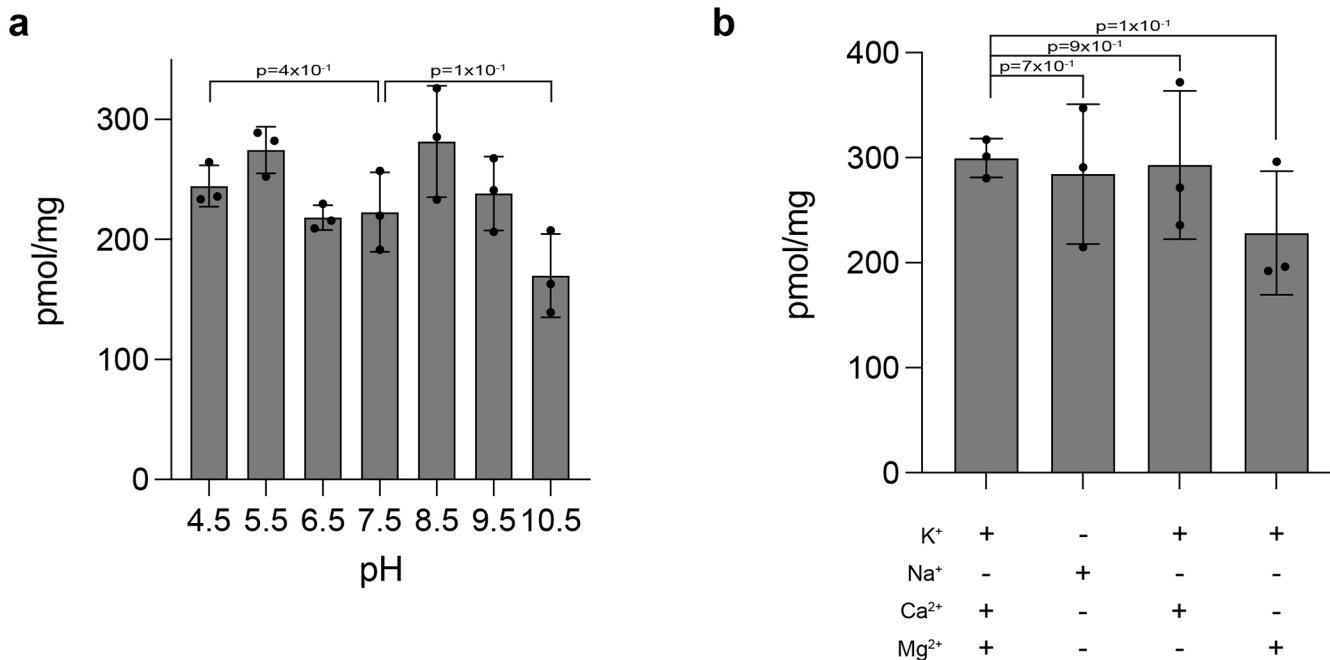 a
p=4x10⁻¹ p=1x10⁻¹
300
200
100
0
pmol/mg
4.5 5.5 6.5 7.5 8.5 9.5 10.5
pH
b
p=1x10⁻¹
p=9x10⁻¹
p=7x10⁻¹
400
300
200
100
0
pmol/mg
K⁺ + - + +
Na⁺ - + - -
Ca²⁺ + - + -
Mg²⁺ + - - +